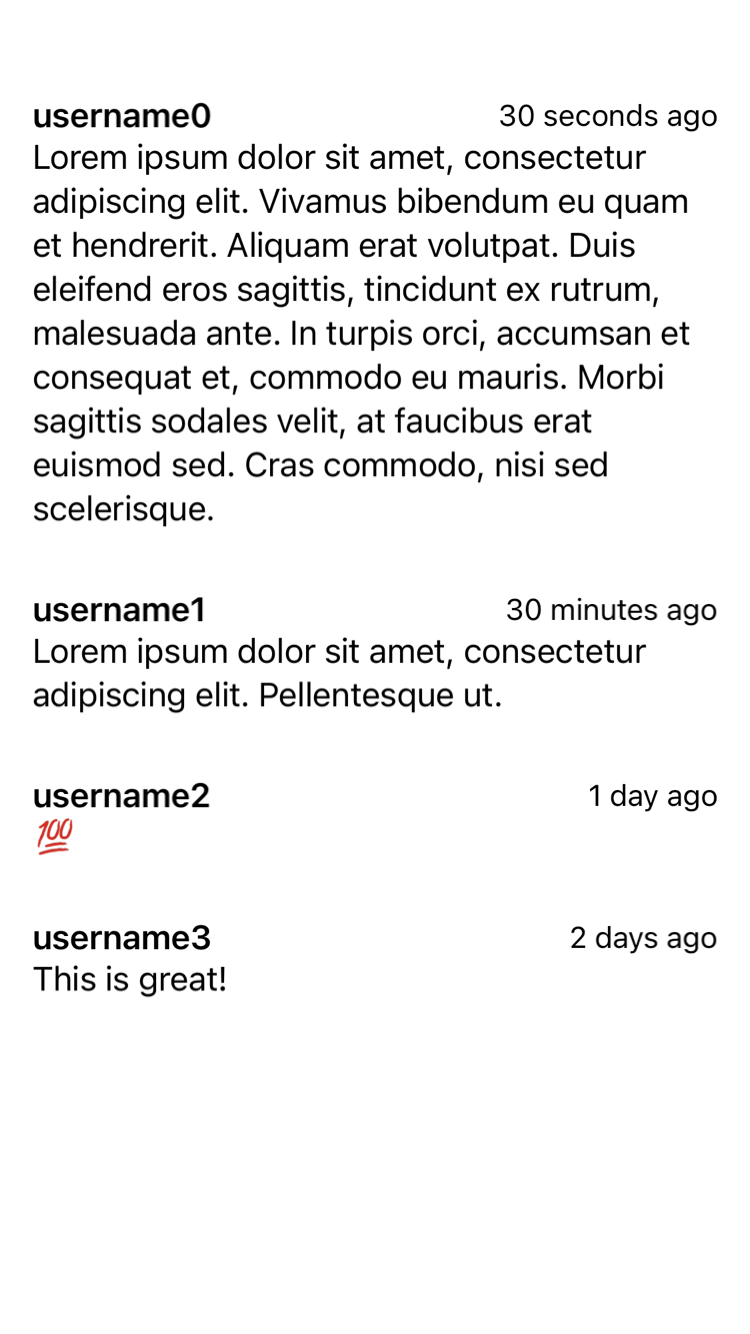 username0 30 seconds ago
Lorem ipsum dolor sit amet, consectetur
adipiscing elit. Vivamus bibendum eu quam
et hendrerit. Aliquam erat volutpat. Duis
eleifend eros sagittis, tincidunt ex rutrum,
malesuada ante. In turpis orci, accumsan et
consequat et, commodo eu mauris. Morbi
sagittis sodales velit, at faucibus erat
euismod sed. Cras commodo, nisi sed
scelerisque.
username1 30 minutes ago
Lorem ipsum dolor sit amet, consectetur
adipiscing elit. Pellentesque ut.
username2 1 day ago
💯
username3 2 days ago
This is great!